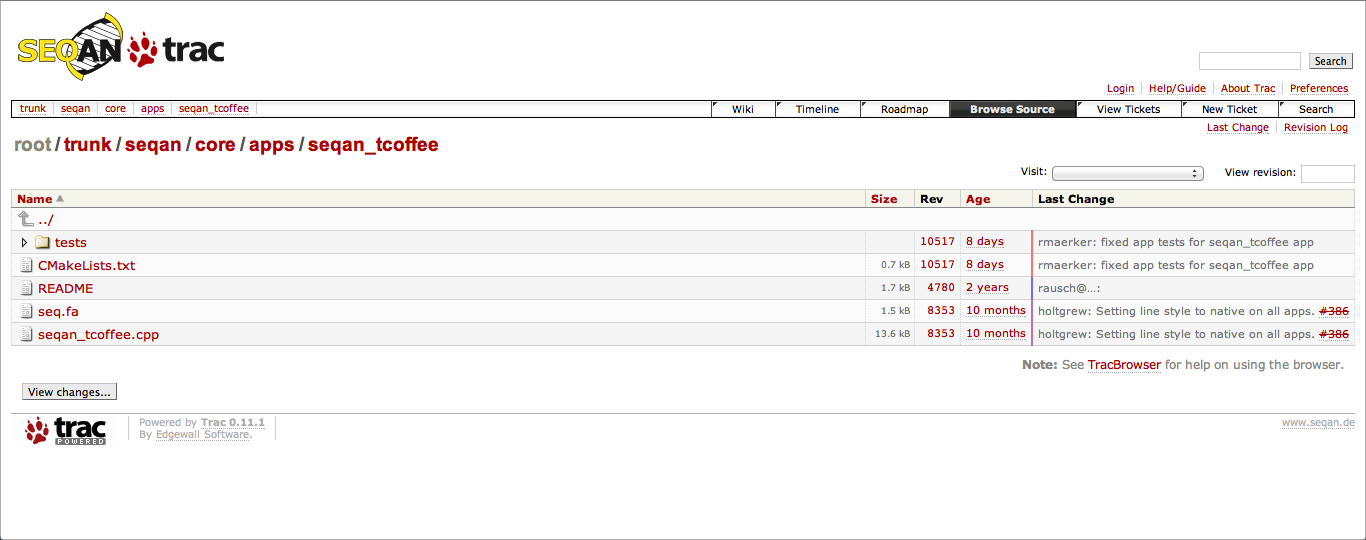 SEQAN trac
Search
Login Help/Guide About Trac Preferences
trunk seqan core apps seqan_tcoffee Wiki Timeline Roadmap Browse Source View Tickets New Ticket Search
Last Change Revision Log
root / trunk / seqan / core / apps / seqan_tcoffee
Visit: View revision:
Name Size Rev Age Last Change
../
tests 10517 8 days rmaerker: fixed app tests for seqan_tcoffee app
CMakeLists.txt 0.7 kB 10517 8 days rmaerker: fixed app tests for seqan_tcoffee app
README 1.7 kB 4780 2 years rausch@…:
seq.fa 1.5 kB 8353 10 months holtgrew: Setting line style to native on all apps. #386
seqan_tcoffee.cpp 13.6 kB 8353 10 months holtgrew: Setting line style to native on all apps. #386
Note: See TracBrowser for help on using the browser.
View changes...
trac POWERED
Powered by Trac 0.11.1
By Edgewall Software.
www.seqan.de